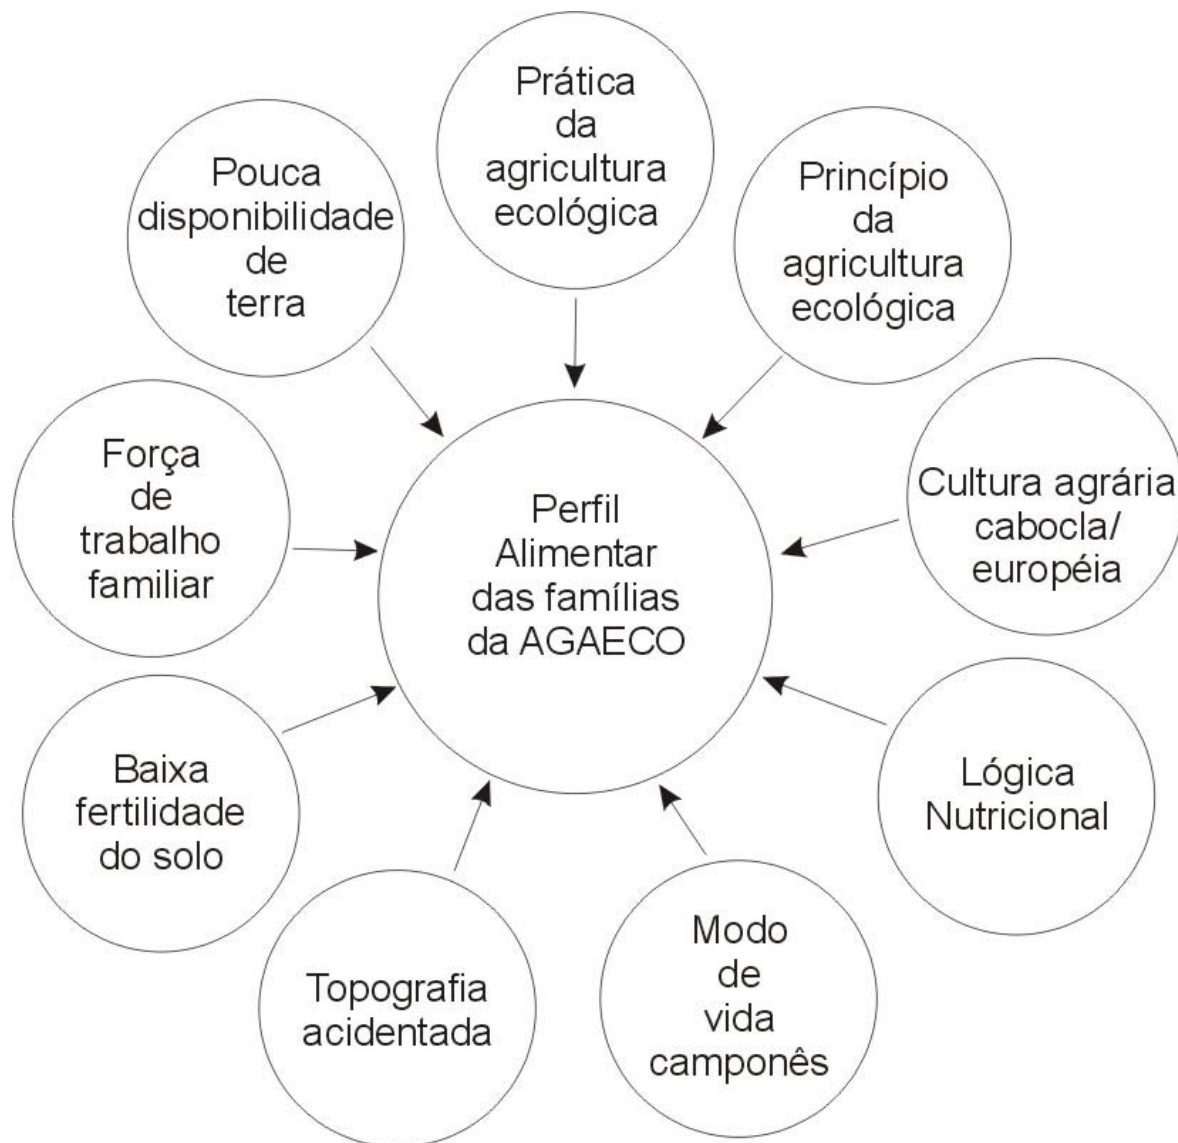 Prática
da
agricultura
ecológica
Princípio
da
agricultura
ecológica
Cultura agrária
cabocla/
européia
Lógica
Nutricional
Modo
de
vida
camponês
Topografia
acidentada
Baixa
fertilidade
do solo
Força
de
trabalho
familiar
Pouca
disponibilidade
de
terra
Perfil
Alimentar
das famílias
da AGAECO